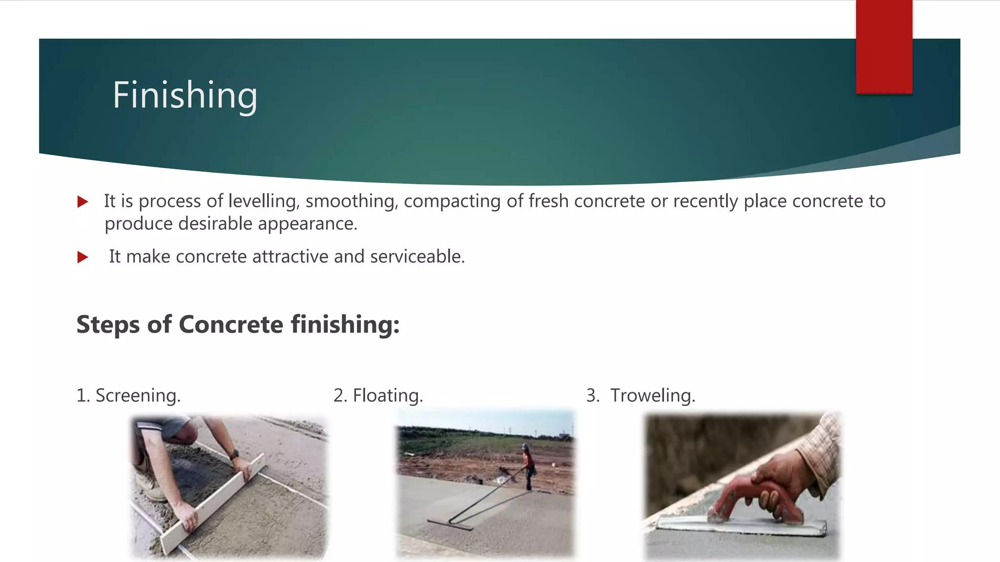 Finishing
It is process of levelling, smoothing, compacting of fresh concrete or recently place concrete to
produce desirable appearance.
It make concrete attractive and serviceable.
Steps of Concrete finishing:
1. Screening. 2. Floating. 3. Troweling.